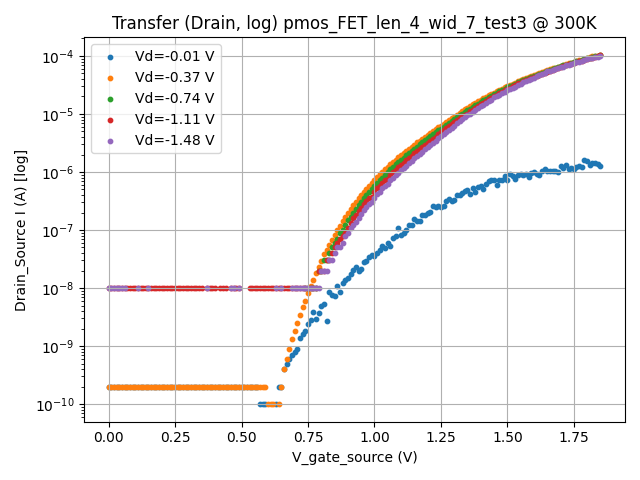 Transfer (Drain, log) pmos_FET_len_4_wid_7_test3 @ 300K
Vd=-0.01 V
Vd=-0.37 V
Vd=-0.74 V
Vd=-1.11 V
Vd=-1.48 V
Drain_Source I (A) [log]
10⁻⁴
10⁻⁵
10⁻⁶
10⁻⁷
10⁻⁸
10⁻⁹
10⁻¹⁰
0.00 0.25 0.50 0.75 1.00 1.25 1.50 1.75
V_gate_source (V)